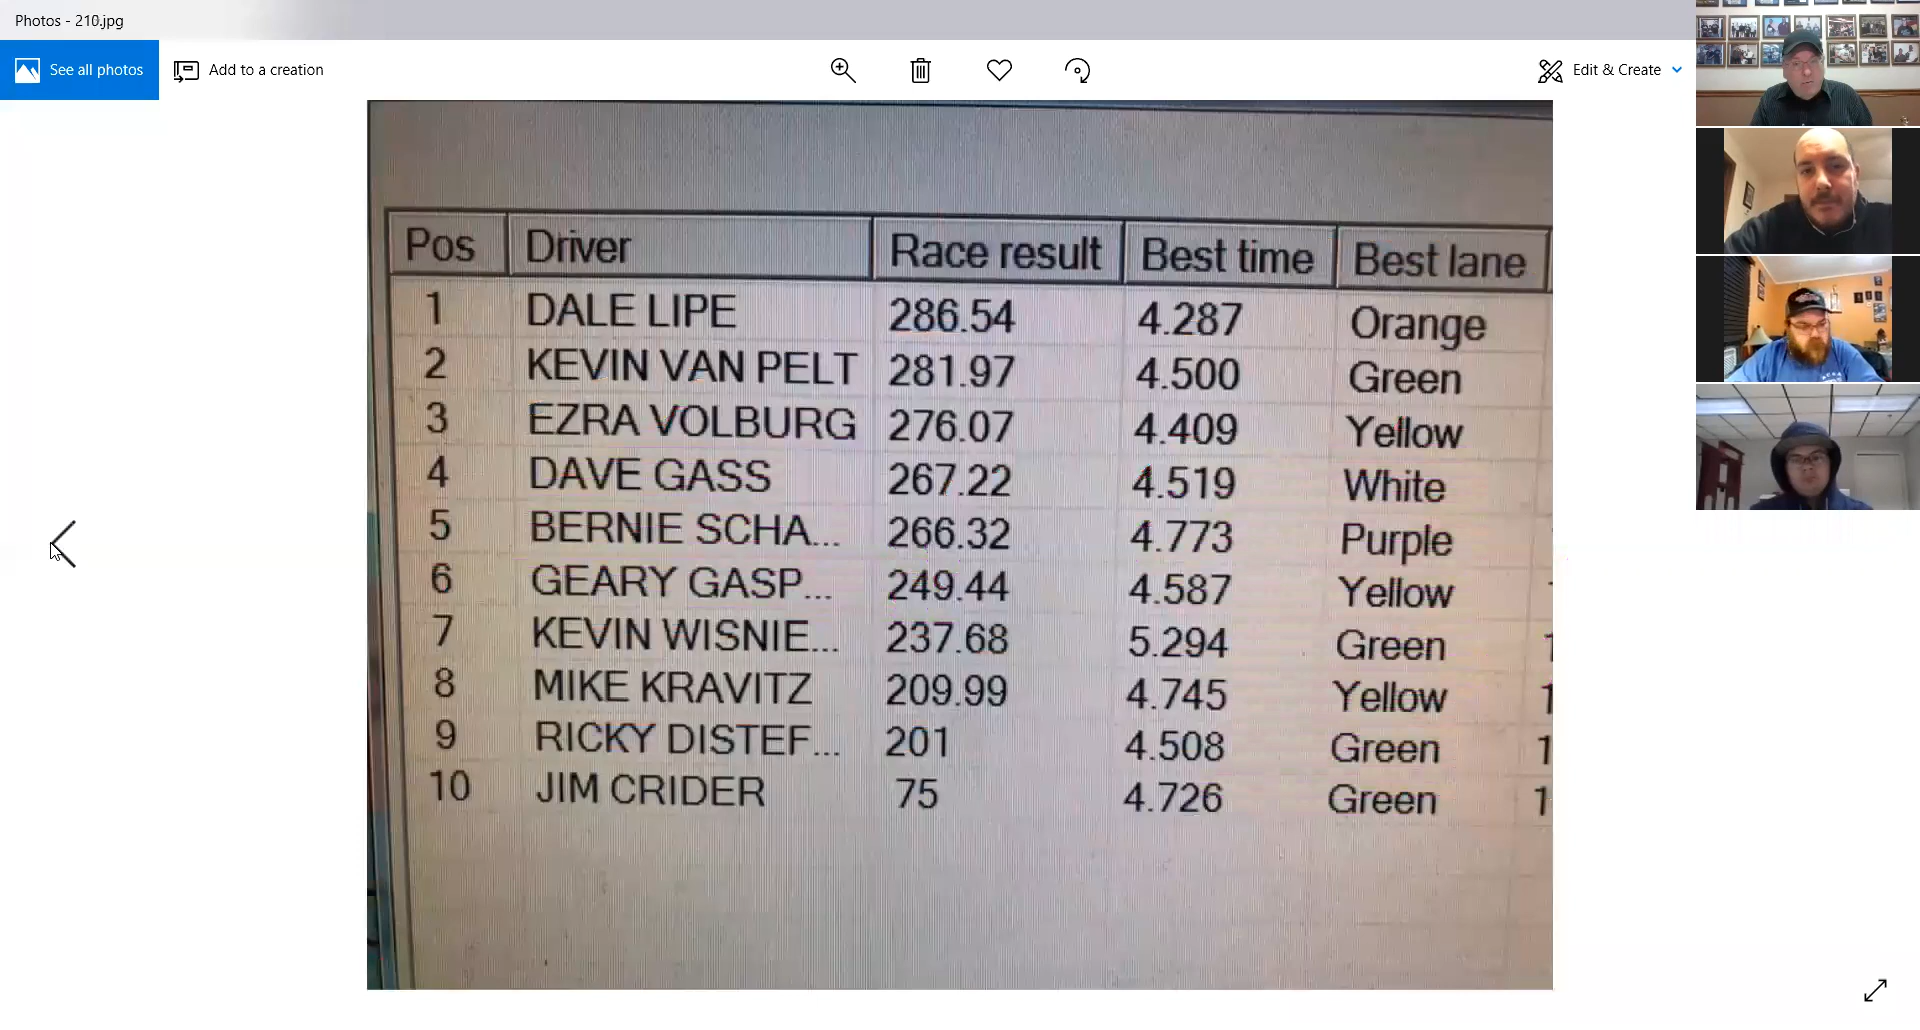 Photos - 210.jpg
See all photos
Add to a creation
Edit & Create
Pos Driver Race result Best time Best lane
1 DALE LIPE 286.54 4.287 Orange
2 KEVIN VAN PELT 281.97 4.500 Green
3 EZRA VOLBURG 276.07 4.409 Yellow
4 DAVE GASS 267.22 4.519 White
5 BERNIE SCHA... 266.32 4.773 Purple
6 GEARY GASP... 249.44 4.587 Yellow
7 KEVIN WISNIE... 237.68 5.294 Green 1
8 MIKE KRAVITZ 209.99 4.745 Yellow 1
9 RICKY DISTEF... 201 4.508 Green 1
10 JIM CRIDER 75 4.726 Green 1